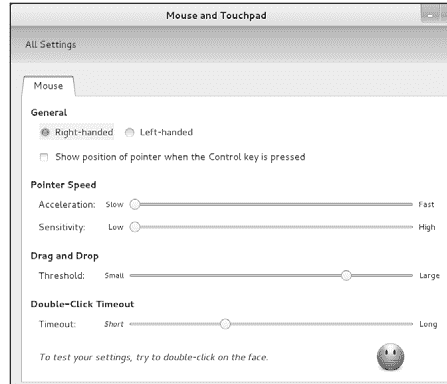 Mouse and Touchpad
All Settings
Mouse
General
Right-handed Left-handed
Show position of pointer when the Control key is pressed
Pointer Speed
Acceleration: Slow Fast
Sensitivity: Low High
Drag and Drop
Threshold: Small Large
Double-Click Timeout
Timeout: Short Long
To test your settings, try to double-click on the face.